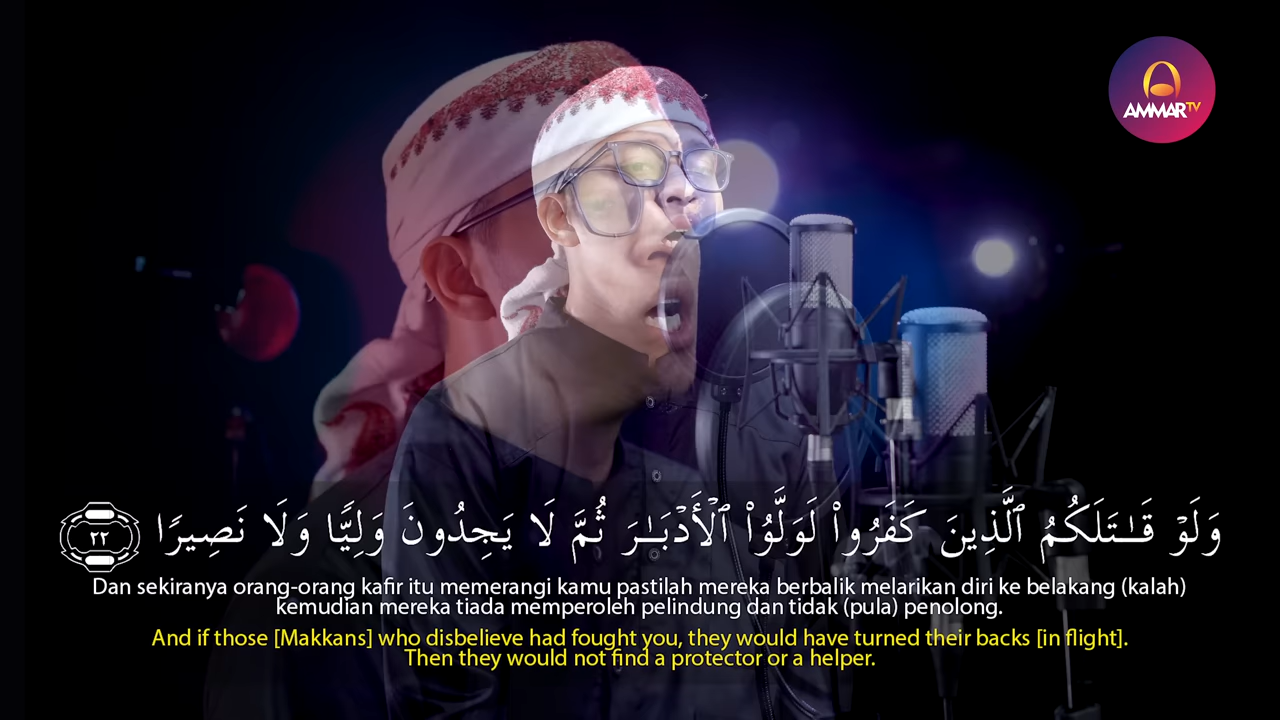 AMMARTV
وَلَوْ قَـٰتَلَكُمُ ٱلَّذِينَ كَفَرُوا۟ لَوَلَّوُا۟ ٱلْأَدْبَـٰرَ ثُمَّ لَا يَجِدُونَ وَلِيًّا وَلَا نَصِيرًا ٢٢
Dan sekiranya orang-orang kafir itu memerangi kamu pastilah mereka berbalik melarikan diri ke belakang (kalah)
kemudian mereka tiada memperoleh pelindung dan tidak (pula) penolong.
And if those [Makkans] who disbelieve had fought you, they would have turned their backs [in flight].
Then they would not find a protector or a helper.